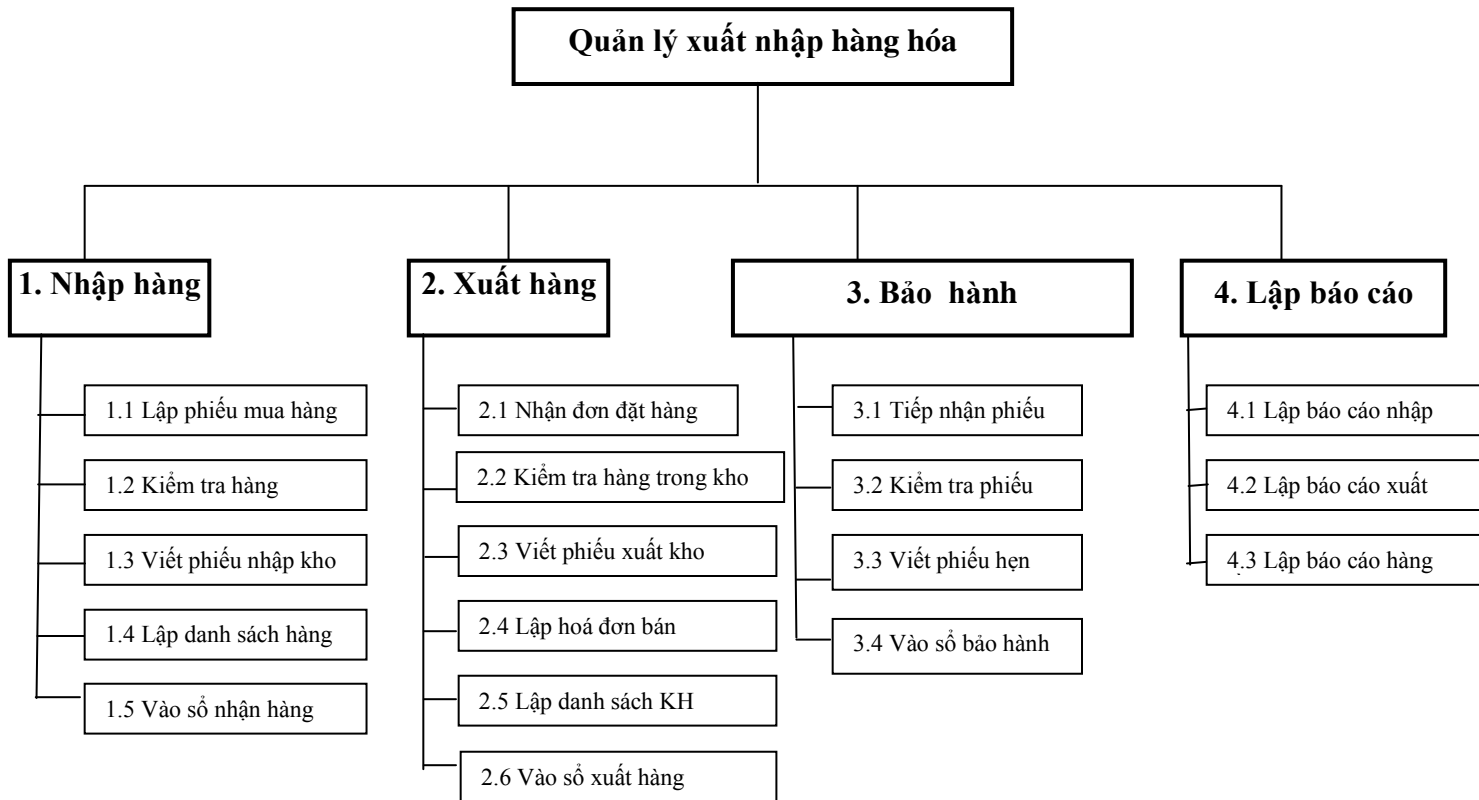 Quản lý xuất nhập hàng hóa
1. Nhập hàng
1.1 Lập phiếu mua hàng
1.2 Kiểm tra hàng
1.3 Viết phiếu nhập kho
1.4 Lập danh sách hàng
1.5 Vào sổ nhận hàng
2. Xuất hàng
2.1 Nhận đơn đặt hàng
2.2 Kiểm tra hàng trong kho
2.3 Viết phiếu xuất kho
2.4 Lập hoá đơn bán
2.5 Lập danh sách KH
2.6 Vào sổ xuất hàng
3. Bảo hành
3.1 Tiếp nhận phiếu
3.2 Kiểm tra phiếu
3.3 Viết phiếu hẹn
3.4 Vào sổ bảo hành
4. Lập báo cáo
4.1 Lập báo cáo nhập
4.2 Lập báo cáo xuất
4.3 Lập báo cáo hàng